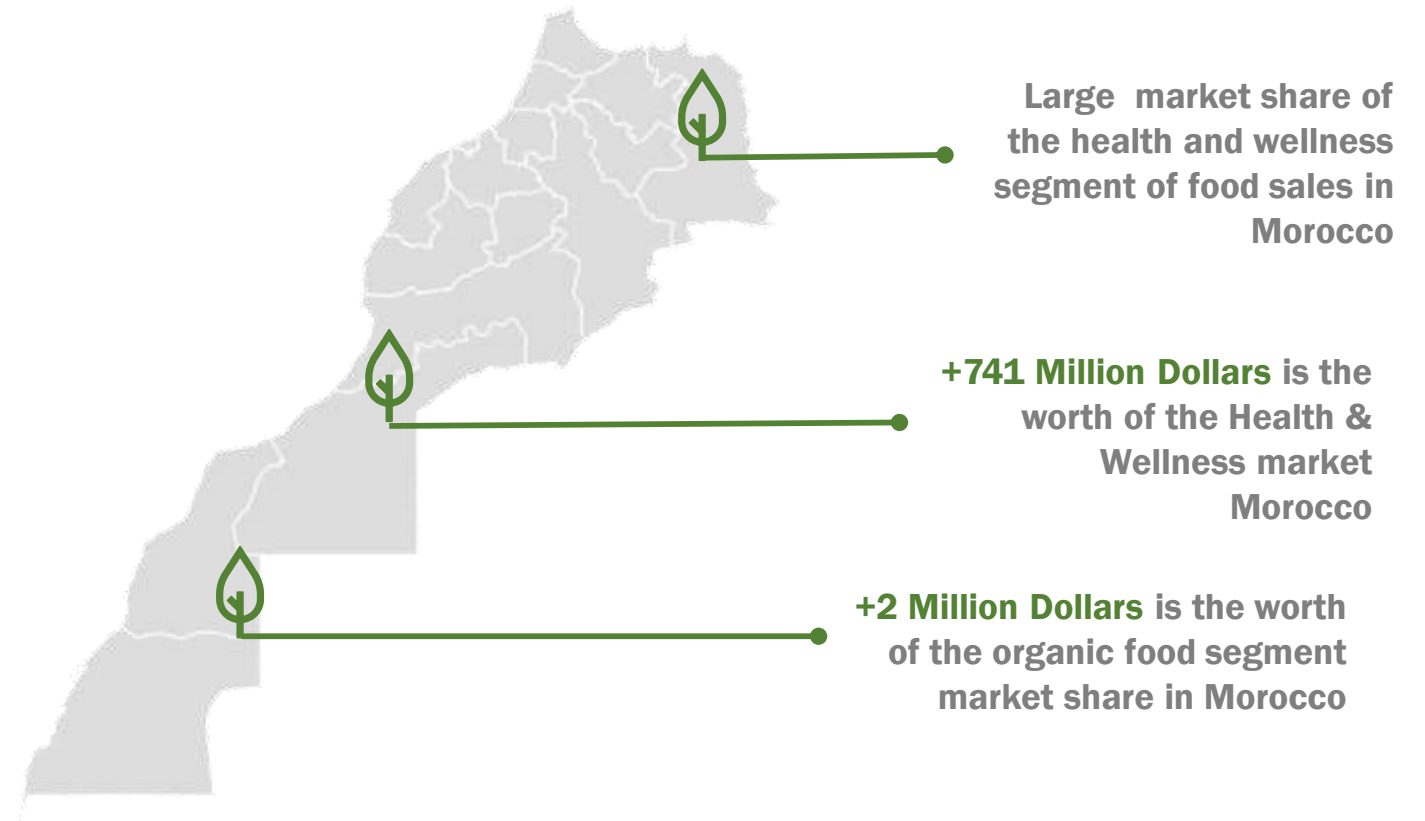 Large market share of
the health and wellness
segment of food sales in
Morocco
+741 Million Dollars is the
worth of the Health &
Wellness market
Morocco
+2 Million Dollars is the worth
of the organic food segment
market share in Morocco